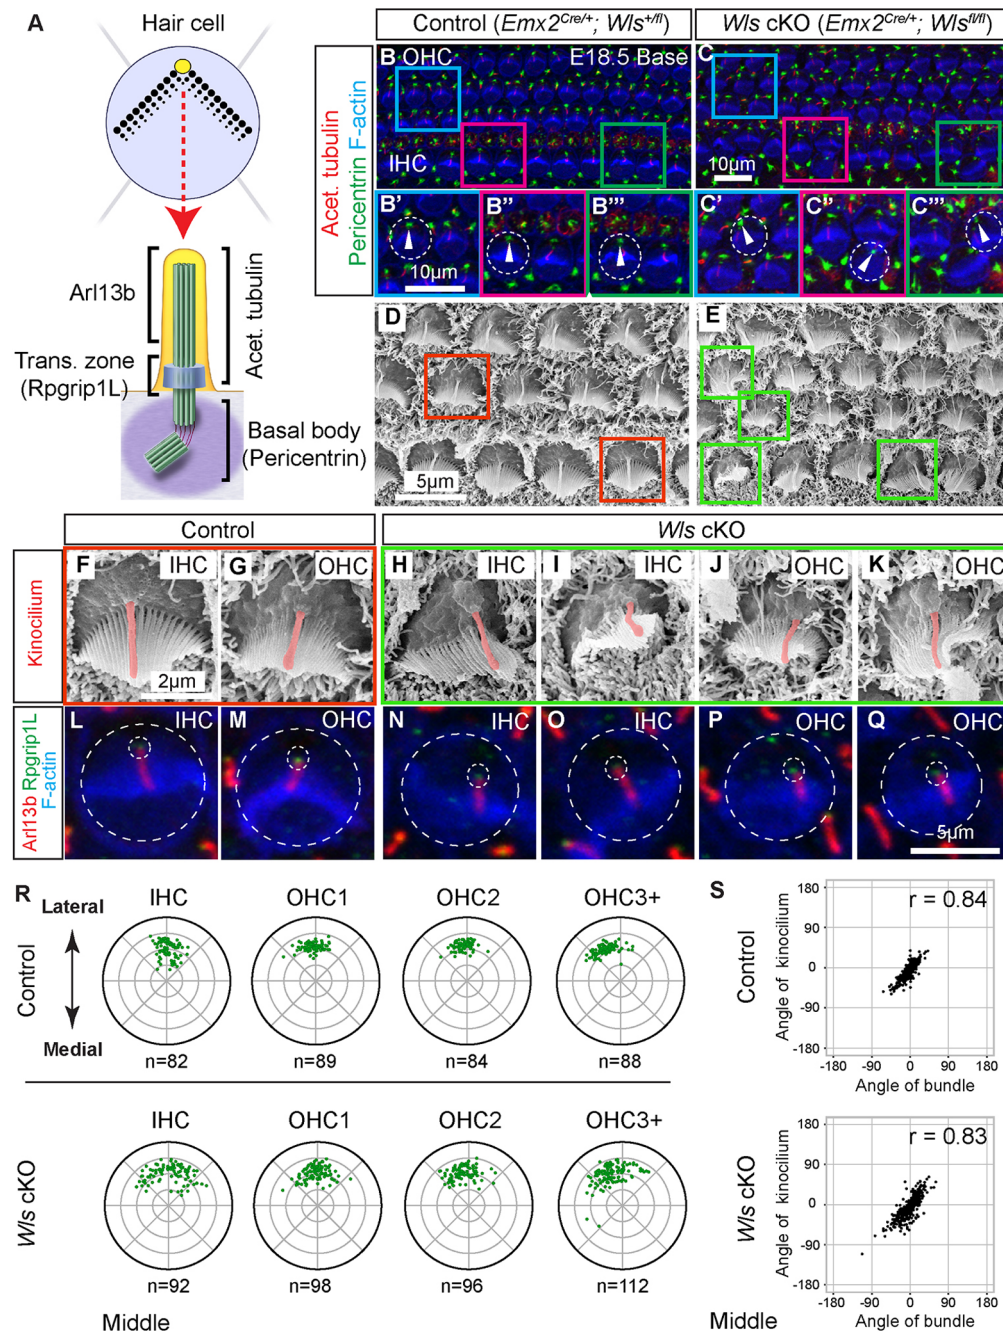 A
Hair cell
Arl13b
Trans. zone
(Rpgrip1L)
Acet. tubulin
Basal body
(Pericentrin)
Control (Emx2Cre/+; Wls+/fl)
Wls cKO (Emx2Cre/+; Wlsfl/fl)
Acet. tubulin
Pericentrin F-actin
B OHC
E18.5 Base
IHC
C
10µm
B'
10µm
B''
B'''
C'
C''
C'''
D
5µm
E
Control
Wls cKO
Kinocilium
F IHC
2µm
G OHC
H IHC
I IHC
J OHC
K OHC
Arl13b Rpgrip1L
F-actin
L IHC
M OHC
N IHC
O IHC
P OHC
Q OHC
5µm
R
Lateral
Medial
Control
IHC
OHC1
OHC2
OHC3+
n=82
n=89
n=84
n=88
Wls cKO
IHC
OHC1
OHC2
OHC3+
n=92
n=98
n=96
n=112
Middle
S
Control
Angle of kinocilium
180
90
0
-90
-180
r = 0.84
-180 -90 0 90 180
Angle of bundle
Wls cKO
Angle of kinocilium
180
90
0
-90
-180
r = 0.83
-180 -90 0 90 180
Angle of bundle
Middle